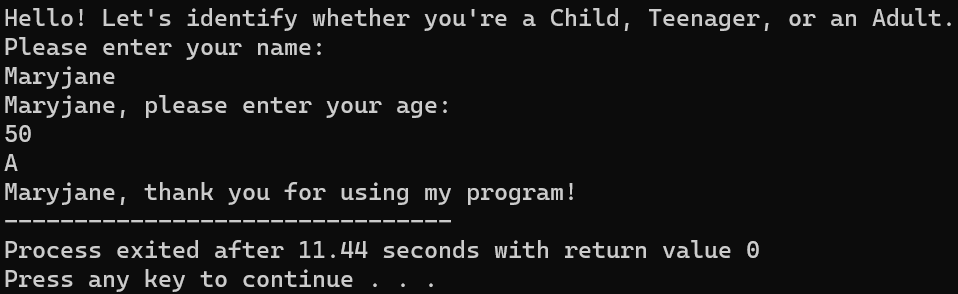 Hello! Let's identify whether you're a Child, Teenager, or an Adult.
Please enter your name:
Maryjane
Maryjane, please enter your age:
50
A
Maryjane, thank you for using my program!
--------------------------------
Process exited after 11.44 seconds with return value 0
Press any key to continue . . .